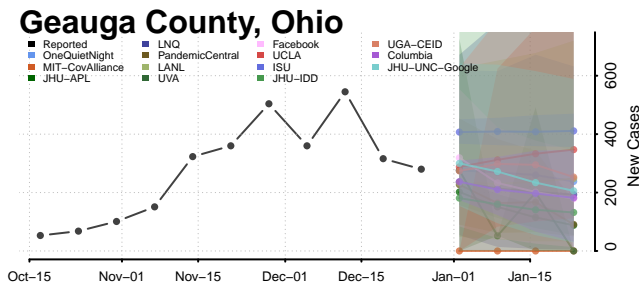 Geauga County, Ohio
Reported LNQ Facebook UGA−CEID
OneQuietNight PandemicCentral UCLA Columbia
MIT−CovAlliance LANL ISU JHU−UNC−Google
JHU−APL UVA JHU−IDD
600
400
200
0
New Cases
Oct−15 Nov−01 Nov−15 Dec−01 Dec−15 Jan−01 Jan−15